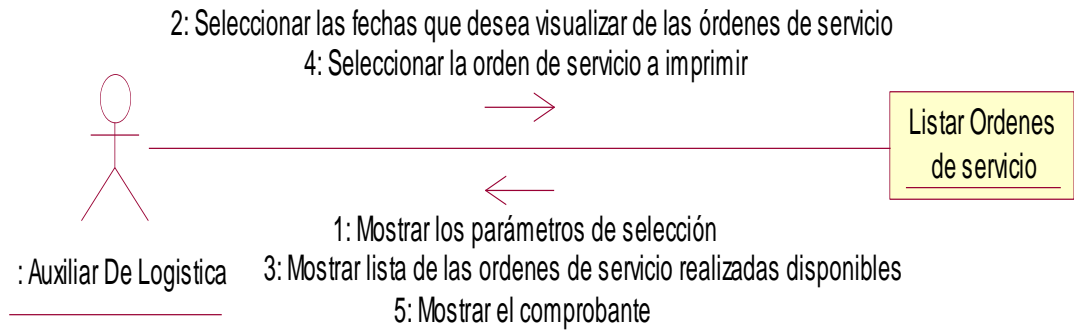 2: Seleccionar las fechas que desea visualizar de las órdenes de servicio
4: Seleccionar la orden de servicio a imprimir
Listar Ordenes
de servicio
1: Mostrar los parámetros de selección
: Auxiliar De Logistica
3: Mostrar lista de las ordenes de servicio realizadas disponibles
5: Mostrar el comprobante